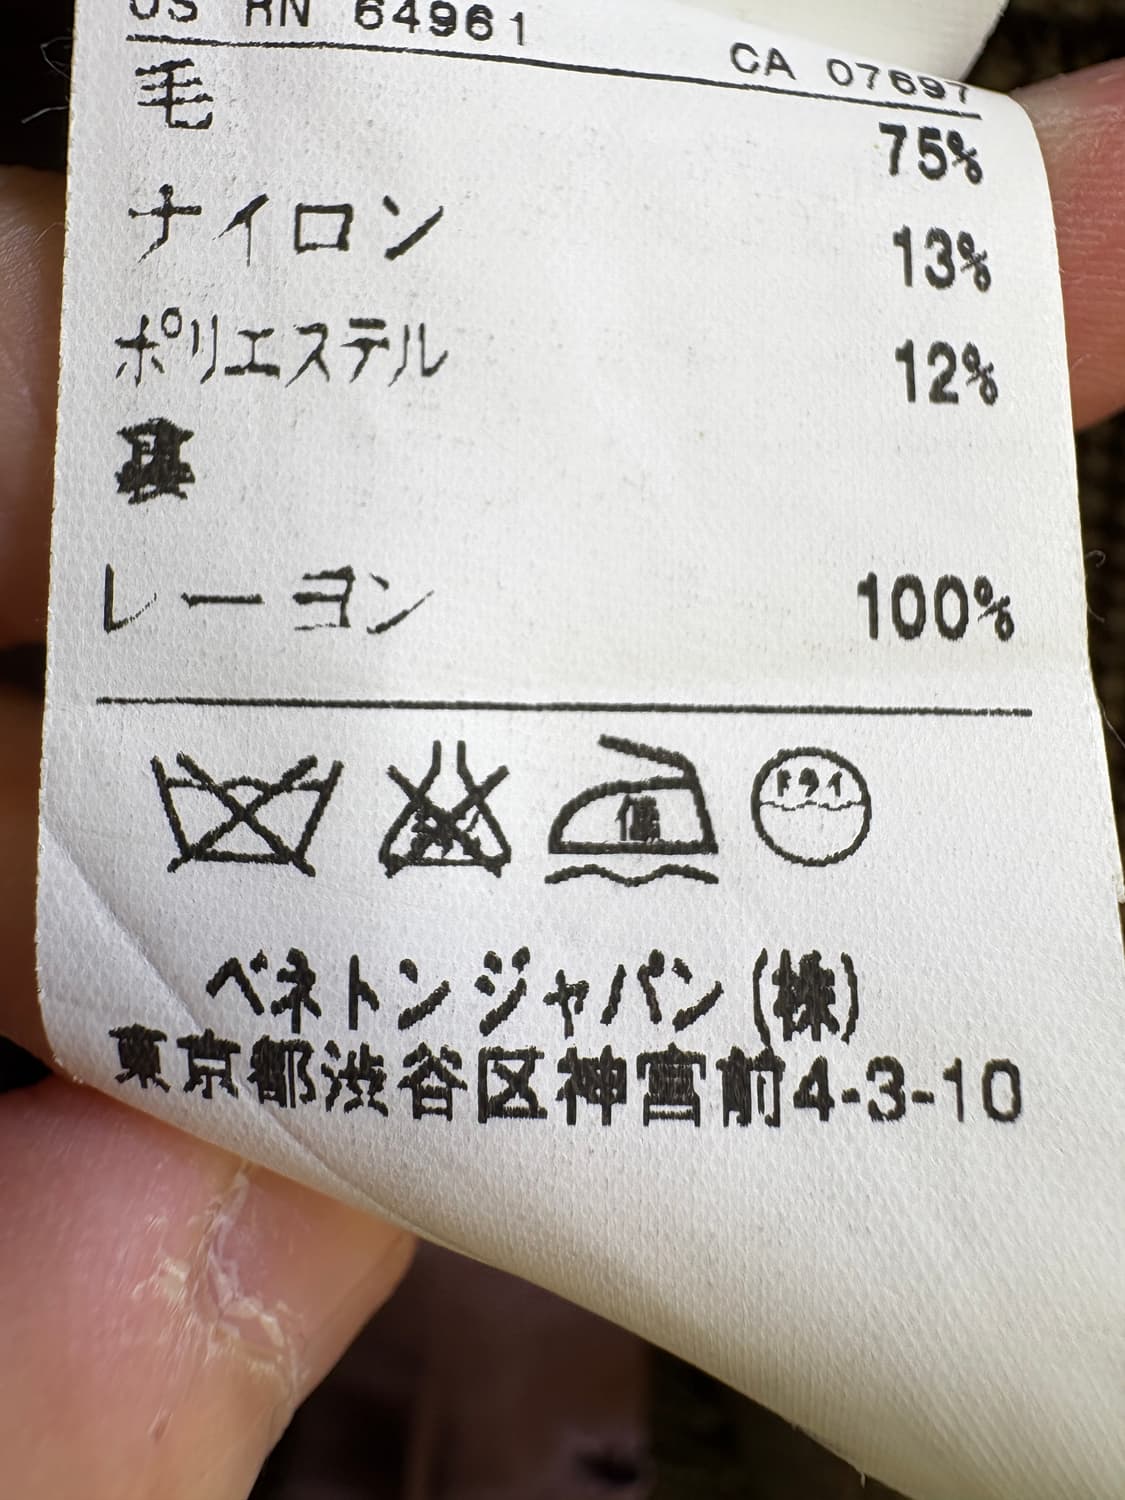 US RN 64961
CA 07697
毛 75%
ナイロン 13%
ポリエステル 12%
裏
レーヨン 100%
低
ドライ
ベネトンジャパン(株)
東京都渋谷区神宮前4-3-10